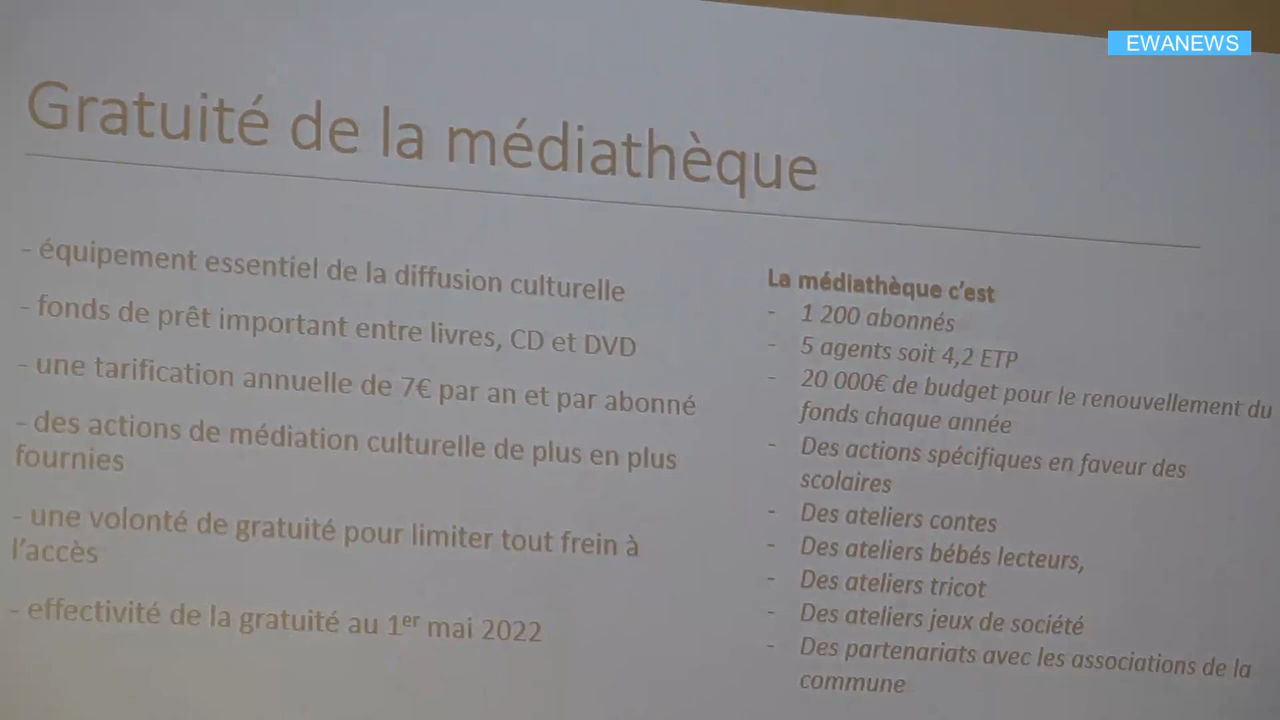 EWANEWS
Gratuité de la médiathèque
- équipement essentiel de la diffusion culturelle
- fonds de prêt important entre livres, CD et DVD
- une tarification annuelle de 7€ par an et par abonné
- des actions de médiation culturelle de plus en plus
fournies
- une volonté de gratuité pour limiter tout frein à
l'accès
- effectivité de la gratuité au 1er mai 2022
La médiathèque c'est
- 1 200 abonnés
- 5 agents soit 4,2 ETP
- 20 000€ de budget pour le renouvellement du
fonds chaque année
- Des actions spécifiques en faveur des
scolaires
- Des ateliers contes
- Des ateliers bébés lecteurs,
- Des ateliers tricot
- Des ateliers jeux de société
- Des partenariats avec les associations de la
commune